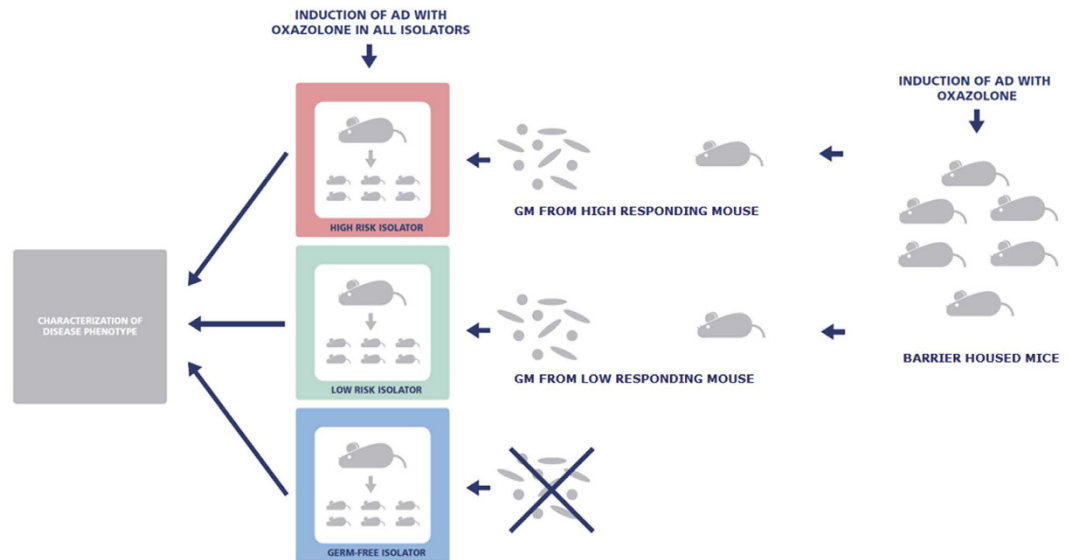 INDUCTION OF AD WITH
OXAZOLONE IN ALL ISOLATORS
INDUCTION OF AD WITH
OXAZOLONE
HIGH RISK ISOLATOR
GM FROM HIGH RESPONDING MOUSE
CHARACTERIZATION OF
DISEASE PHENOTYPE
LOW RISK ISOLATOR
GM FROM LOW RESPONDING MOUSE
BARRIER HOUSED MICE
GERM-FREE ISOLATOR